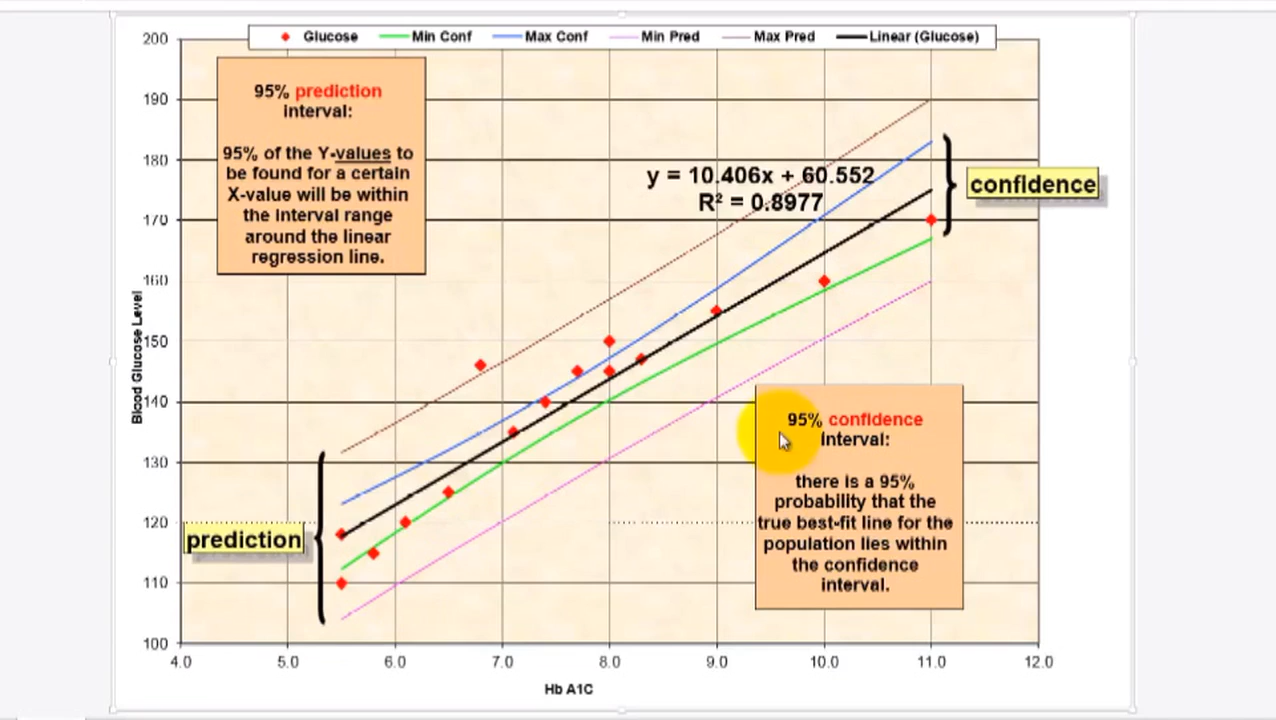 Glucose Min Conf Max Conf Min Pred Max Pred Linear (Glucose)
200
190
180
170
160
150
140
130
120
110
100
Blood Glucose Level
95% prediction
interval:
95% of the Y-values to
be found for a certain
X-value will be within
the interval range
around the linear
regression line.
y = 10.406x + 60.552
R² = 0.8977
confidence
prediction
95% confidence
interval:
there is a 95%
probability that the
true best-fit line for the
population lies within
the confidence
interval.
4.0 5.0 6.0 7.0 8.0 9.0 10.0 11.0 12.0
Hb A1C